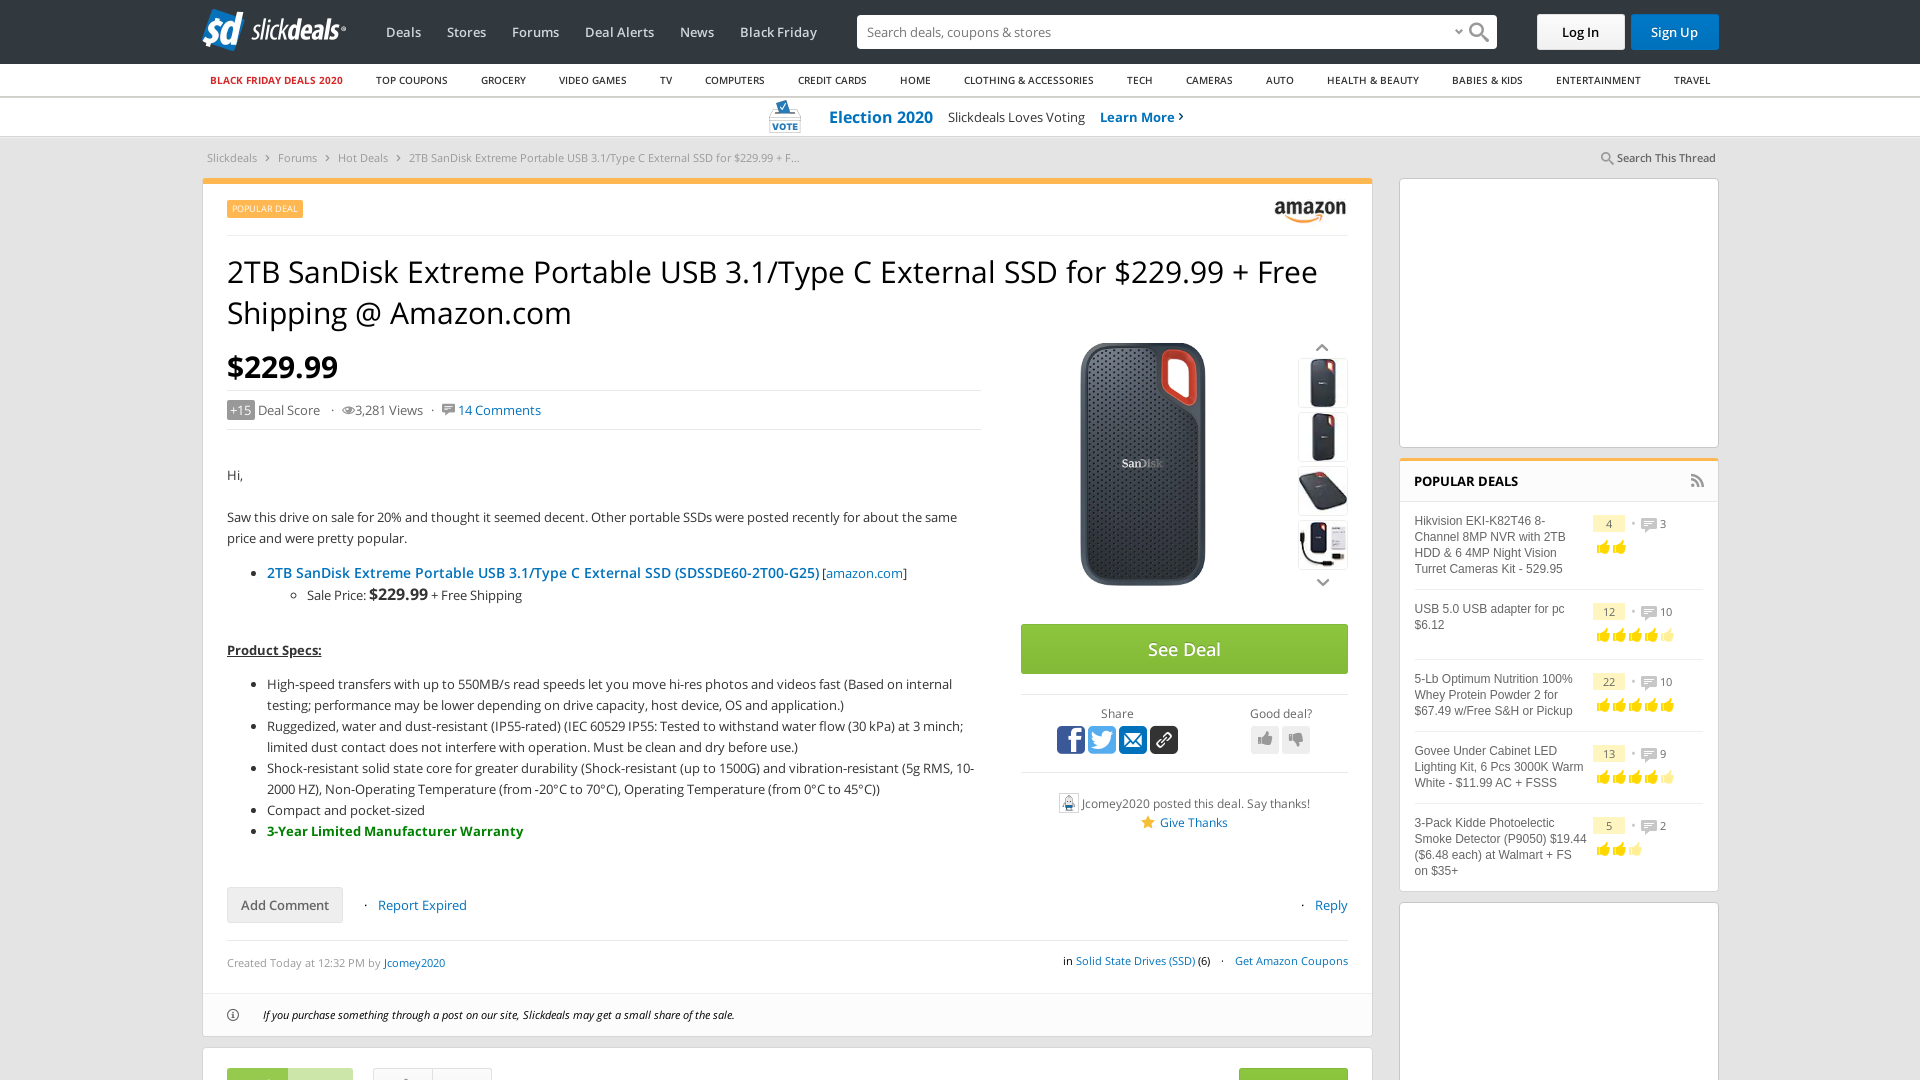 sd slickdeals
Deals
Stores
Forums
Deal Alerts
News
Black Friday
Search deals, coupons & stores
Log In
Sign Up
BLACK FRIDAY DEALS 2020
TOP COUPONS
GROCERY
VIDEO GAMES
TV
COMPUTERS
CREDIT CARDS
HOME
CLOTHING & ACCESSORIES
TECH
CAMERAS
AUTO
HEALTH & BEAUTY
BABIES & KIDS
ENTERTAINMENT
TRAVEL
VOTE
Election 2020 Slickdeals Loves Voting Learn More
Slickdeals › Forums › Hot Deals › 2TB SanDisk Extreme Portable USB 3.1/Type C External SSD for $229.99 + F...
Search This Thread
POPULAR DEAL
amazon
2TB SanDisk Extreme Portable USB 3.1/Type C External SSD for $229.99 + Free
Shipping @ Amazon.com
$229.99
+15 Deal Score · 3,281 Views · 14 Comments
Hi,
Saw this drive on sale for 20% and thought it seemed decent. Other portable SSDs were posted recently for about the same
price and were pretty popular.
2TB SanDisk Extreme Portable USB 3.1/Type C External SSD (SDSSDE60-2T00-G25) [amazon.com]
Sale Price: $229.99 + Free Shipping
Product Specs:
High-speed transfers with up to 550MB/s read speeds let you move hi-res photos and videos fast (Based on internal
testing; performance may be lower depending on drive capacity, host device, OS and application.)
Ruggedized, water and dust-resistant (IP55-rated) (IEC 60529 IP55: Tested to withstand water flow (30 kPa) at 3 minch;
limited dust contact does not interfere with operation. Must be clean and dry before use.)
Shock-resistant solid state core for greater durability (Shock-resistant (up to 1500G) and vibration-resistant (5g RMS, 10-
2000 HZ), Non-Operating Temperature (from -20°C to 70°C), Operating Temperature (from 0°C to 45°C))
Compact and pocket-sized
3-Year Limited Manufacturer Warranty
SanDisk
See Deal
Share
Good deal?
Jcomey2020 posted this deal. Say thanks!
Give Thanks
Add Comment
· Report Expired
· Reply
Created Today at 12:32 PM by Jcomey2020
in Solid State Drives (SSD) (6) · Get Amazon Coupons
If you purchase something through a post on our site, Slickdeals may get a small share of the sale.
POPULAR DEALS
Hikvision EKI-K82T46 8-
Channel 8MP NVR with 2TB
HDD & 6 4MP Night Vision
Turret Cameras Kit - 529.95
4 • 3
USB 5.0 USB adapter for pc
$6.12
12 • 10
5-Lb Optimum Nutrition 100%
Whey Protein Powder 2 for
$67.49 w/Free S&H or Pickup
22 • 10
Govee Under Cabinet LED
Lighting Kit, 6 Pcs 3000K Warm
White - $11.99 AC + FSSS
13 • 9
3-Pack Kidde Photoelectic
Smoke Detector (P9050) $19.44
($6.48 each) at Walmart + FS
on $35+
5 • 2